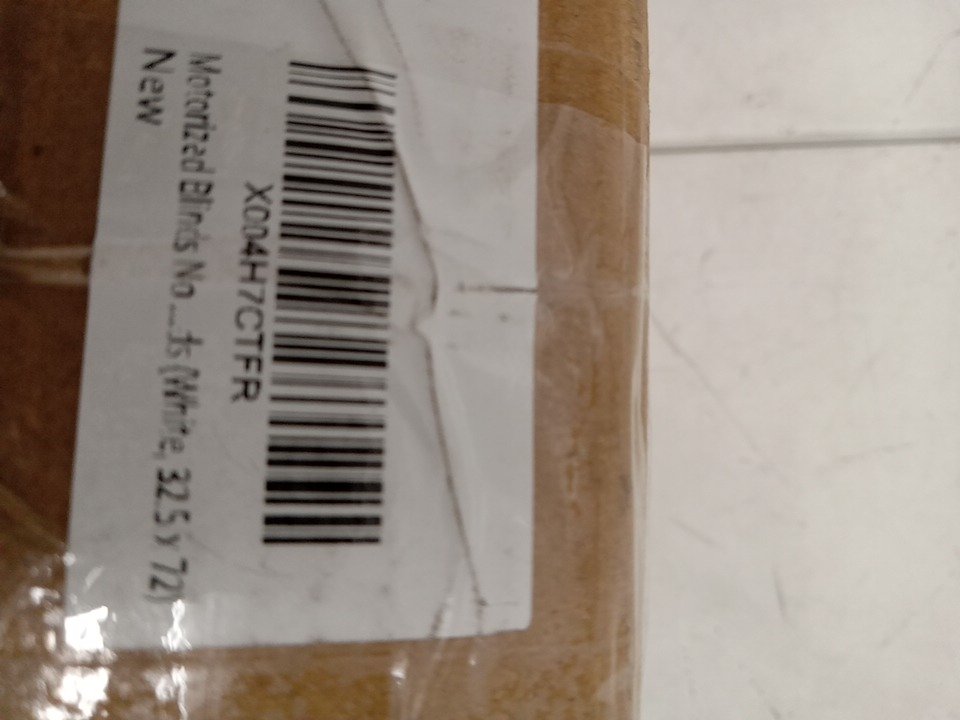 X004H7CTFR
Motorized Blinds No...ts (White, 32.5 x 72)
New